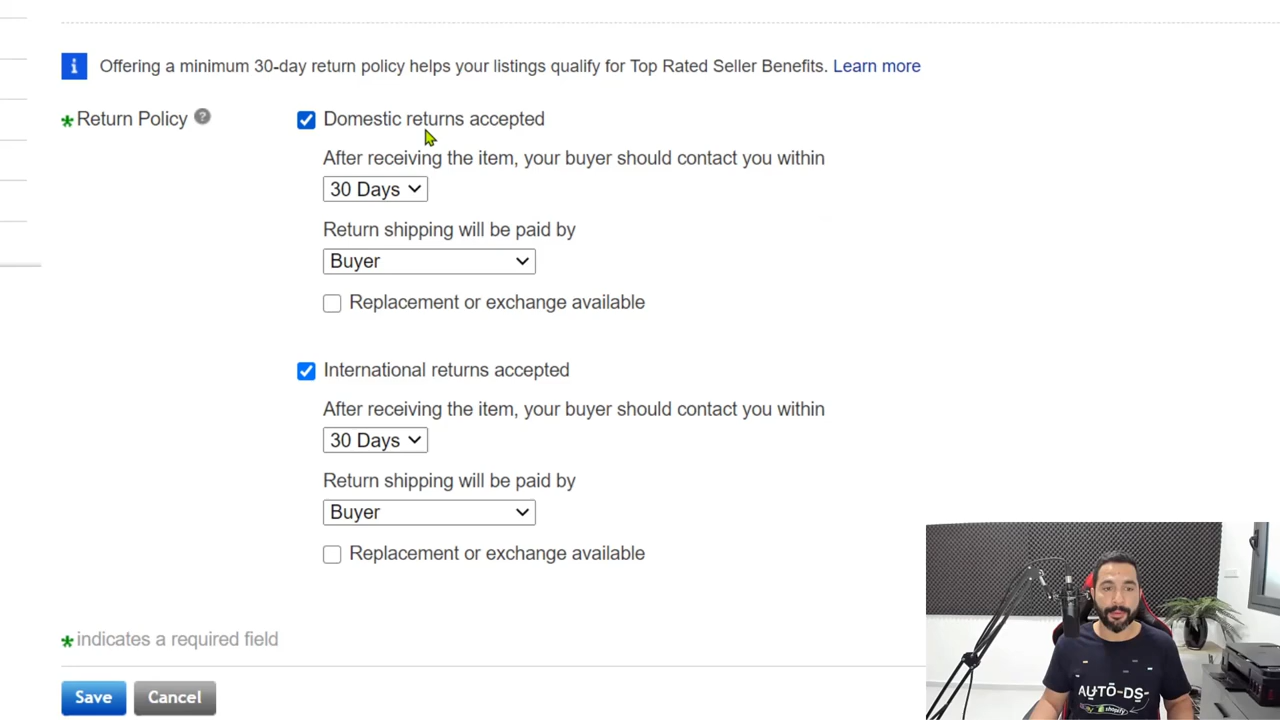 i Offering a minimum 30-day return policy helps your listings qualify for Top Rated Seller Benefits. Learn more
* Return Policy ?
Domestic returns accepted
After receiving the item, your buyer should contact you within
30 Days
Return shipping will be paid by
Buyer
Replacement or exchange available
International returns accepted
After receiving the item, your buyer should contact you within
30 Days
Return shipping will be paid by
Buyer
Replacement or exchange available
* indicates a required field
Save Cancel
AUTO-DS-
shopify